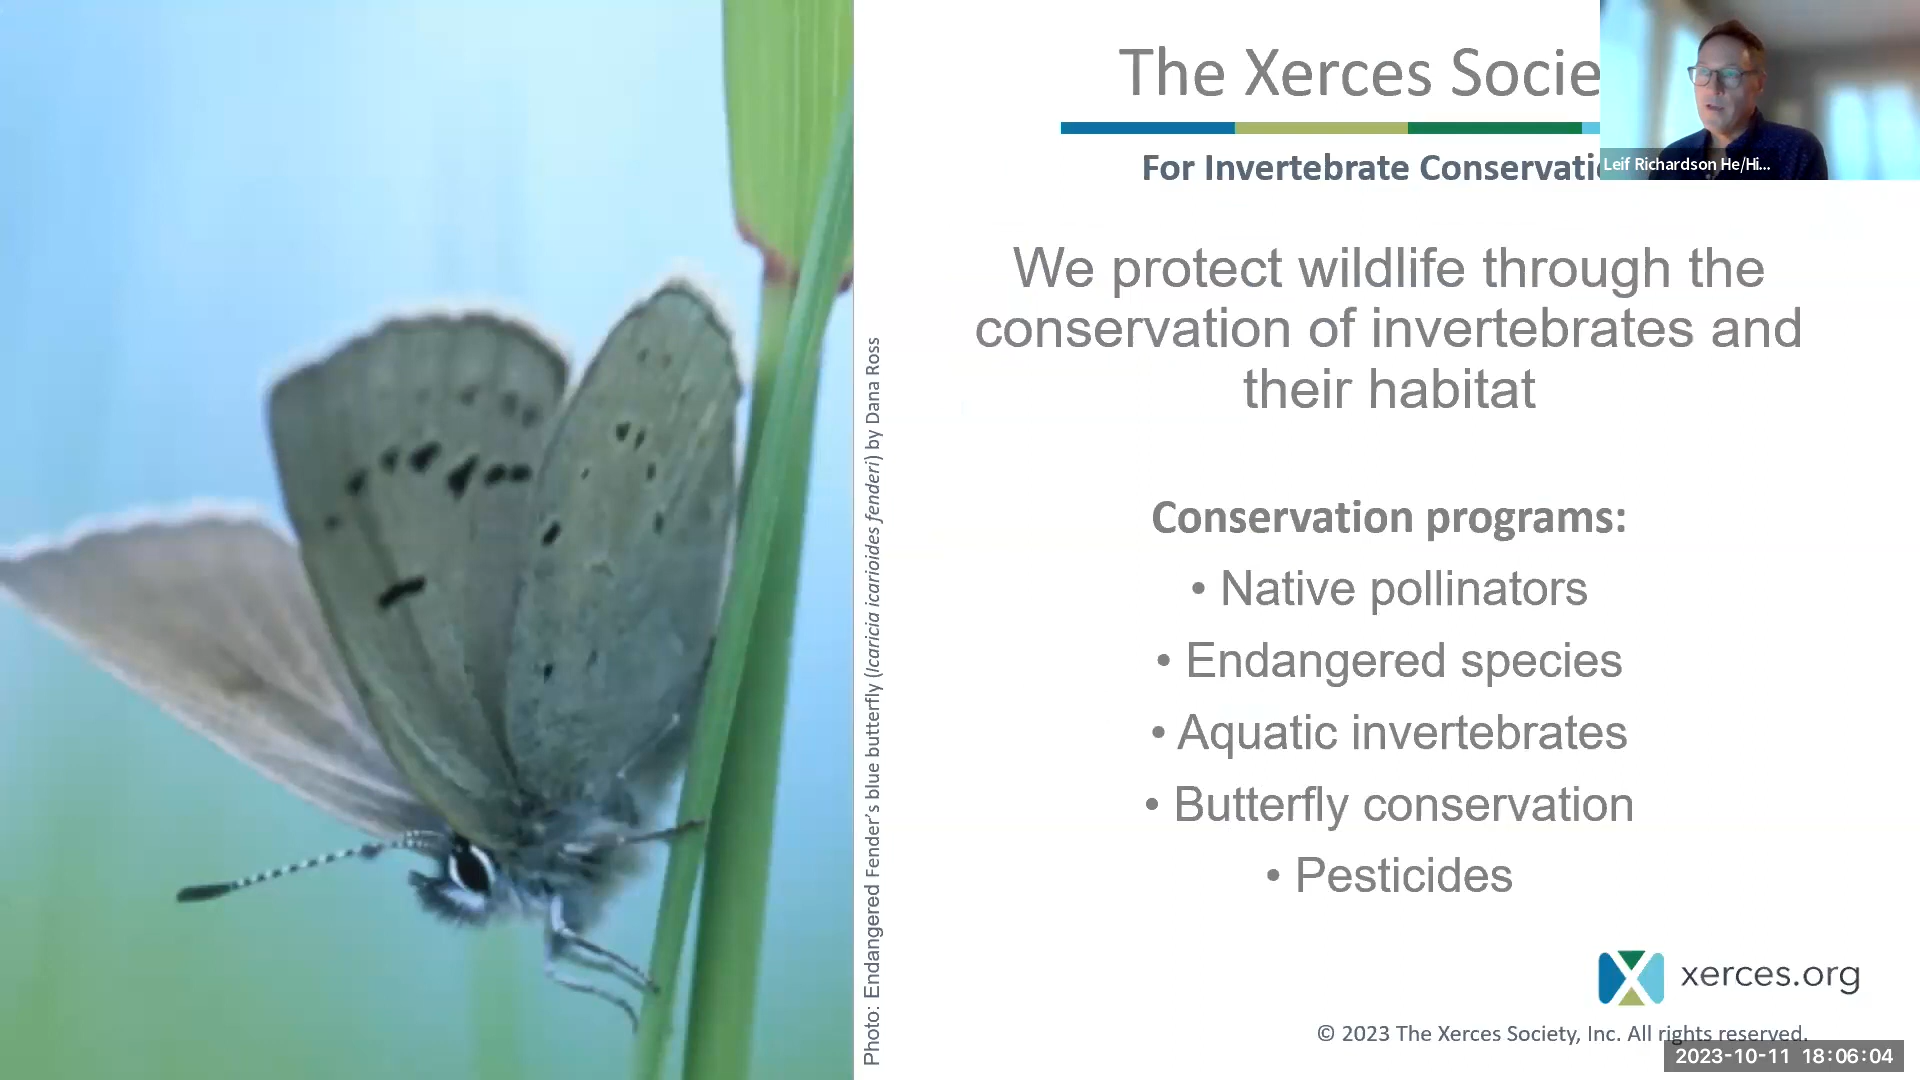 The Xerces Socie
For Invertebrate Conservati
Leif Richardson He/Hi...
We protect wildlife through the
conservation of invertebrates and
their habitat
Photo: Endangered Fender's blue butterfly (Icaricia icarioides fenderi) by Dana Ross
Conservation programs:
• Native pollinators
• Endangered species
• Aquatic invertebrates
• Butterfly conservation
• Pesticides
xerces.org
© 2023 The Xerces Society, Inc. All rights reserved.
2023-10-11 18:06:04